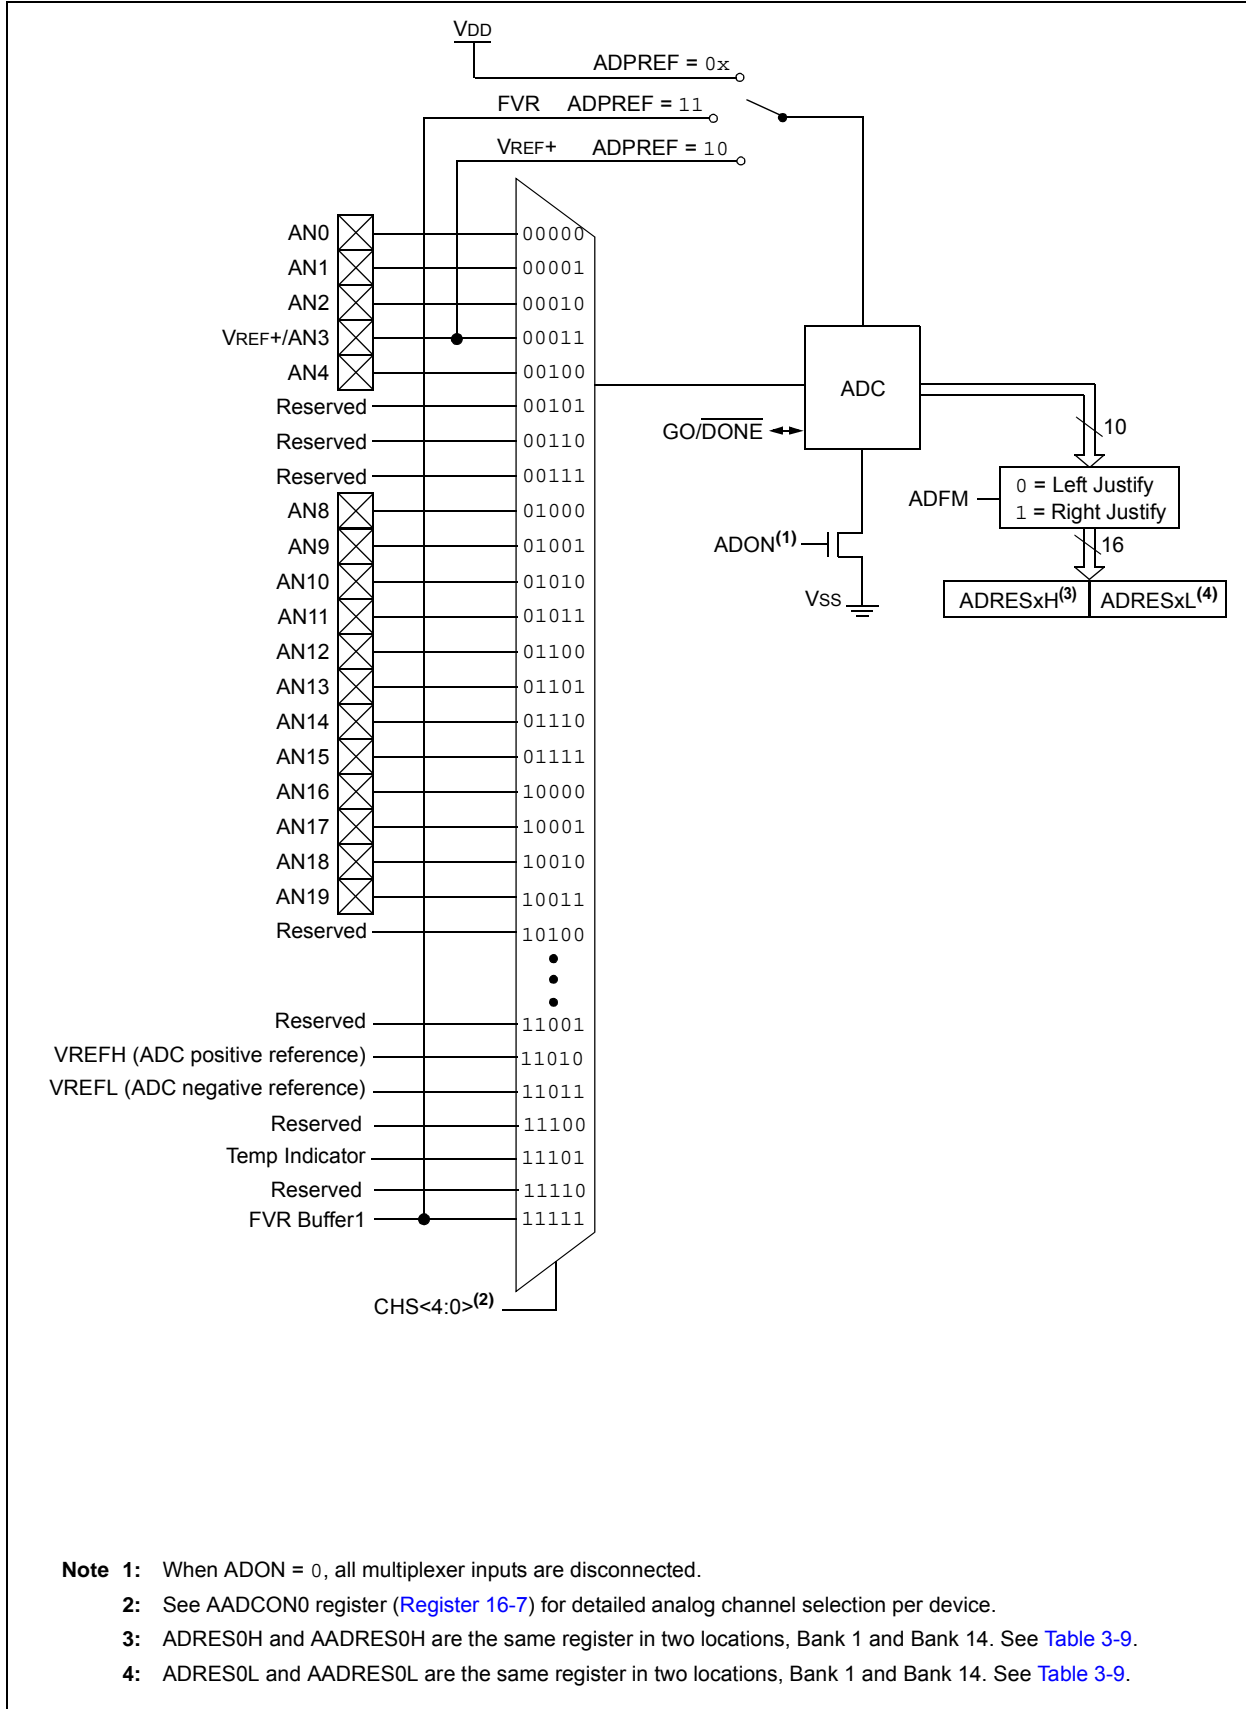 VDD
ADPREF = 0x
FVR ADPREF = 11
VREF+ ADPREF = 10
AN0 00000
AN1 00001
AN2 00010
VREF+/AN3 00011
AN4 00100
Reserved 00101
Reserved 00110
Reserved 00111
AN8 01000
AN9 01001
AN10 01010
AN11 01011
AN12 01100
AN13 01101
AN14 01110
AN15 01111
AN16 10000
AN17 10001
AN18 10010
AN19 10011
Reserved 10100
Reserved 11001
VREFH (ADC positive reference) 11010
VREFL (ADC negative reference) 11011
Reserved 11100
Temp Indicator 11101
Reserved 11110
FVR Buffer1 11111
CHS<4:0>(2)
ADC
GO/DONE
10
ADFM
0 = Left Justify
1 = Right Justify
ADON(1)
16
VSS
ADRESxH(3) ADRESxL(4)
Note 1: When ADON = 0, all multiplexer inputs are disconnected.
2: See AADCON0 register (Register 16-7) for detailed analog channel selection per device.
3: ADRES0H and AADRES0H are the same register in two locations, Bank 1 and Bank 14. See Table 3-9.
4: ADRES0L and AADRES0L are the same register in two locations, Bank 1 and Bank 14. See Table 3-9.